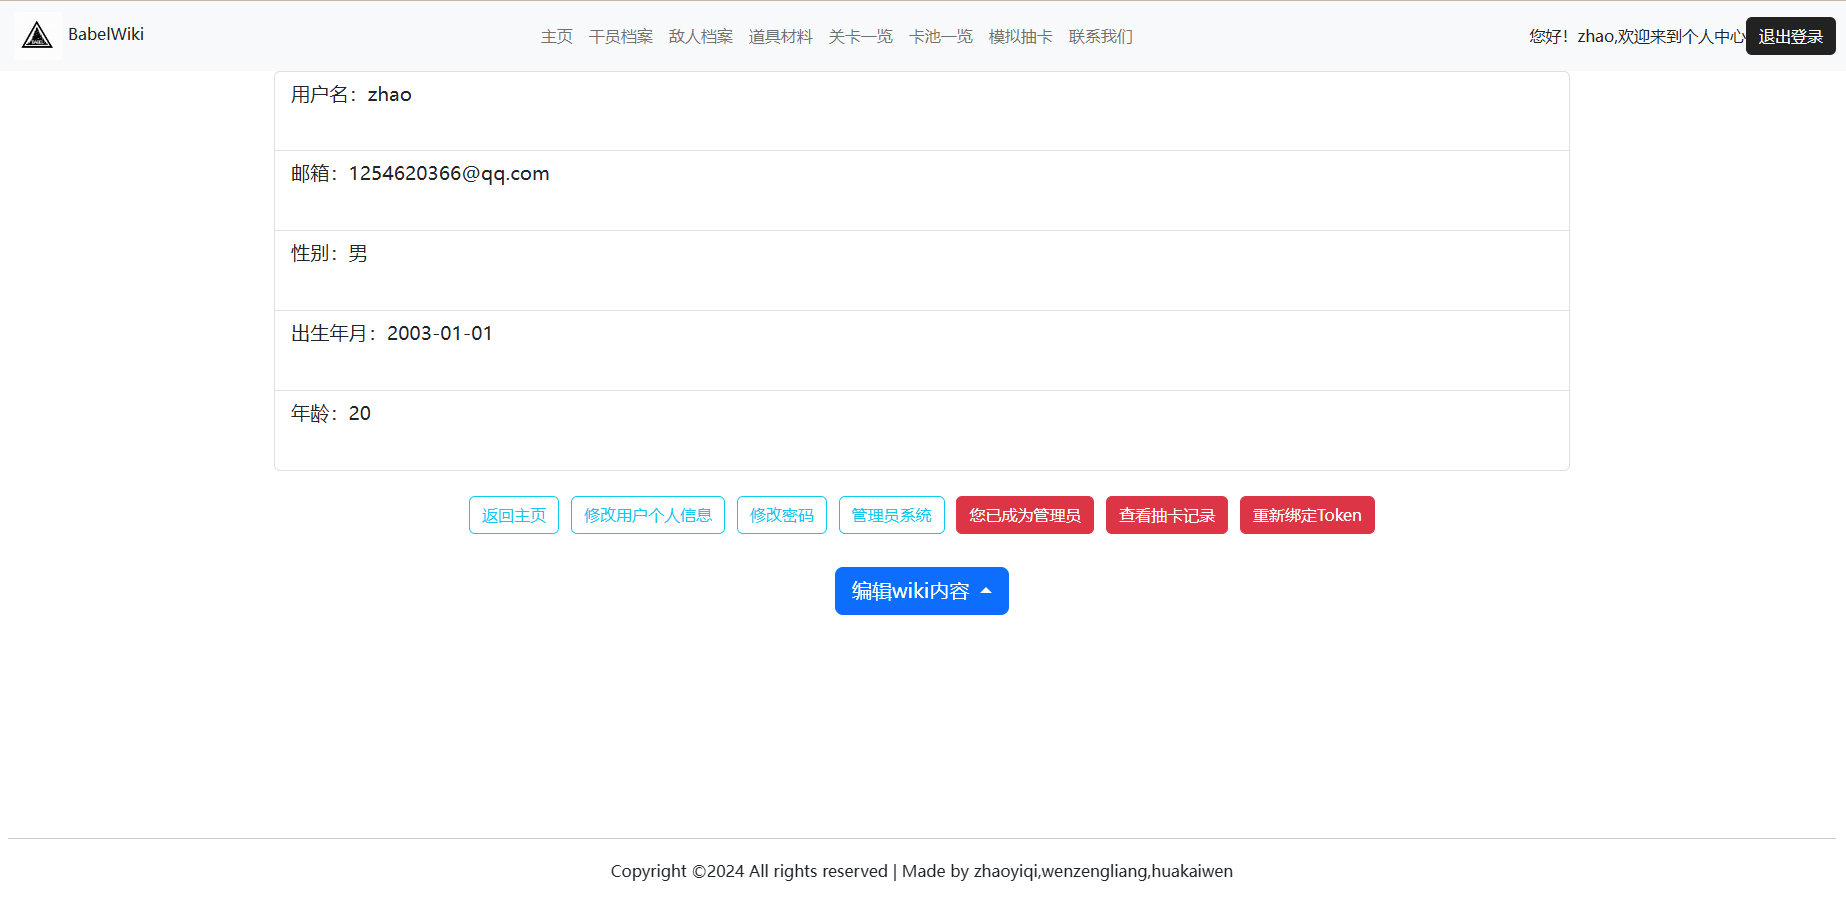 BabelWiki
主页 干员档案 敌人档案 道具材料 关卡一览 卡池一览 模拟抽卡 联系我们
您好！zhao,欢迎来到个人中心 退出登录
用户名：zhao
邮箱：1254620366@qq.com
性别：男
出生年月：2003-01-01
年龄：20
返回主页 修改用户个人信息 修改密码 管理员系统 您已成为管理员 查看抽卡记录 重新绑定Token
编辑wiki内容
Copyright ©2024 All rights reserved | Made by zhaoyiqi,wenzengliang,huakaiwen